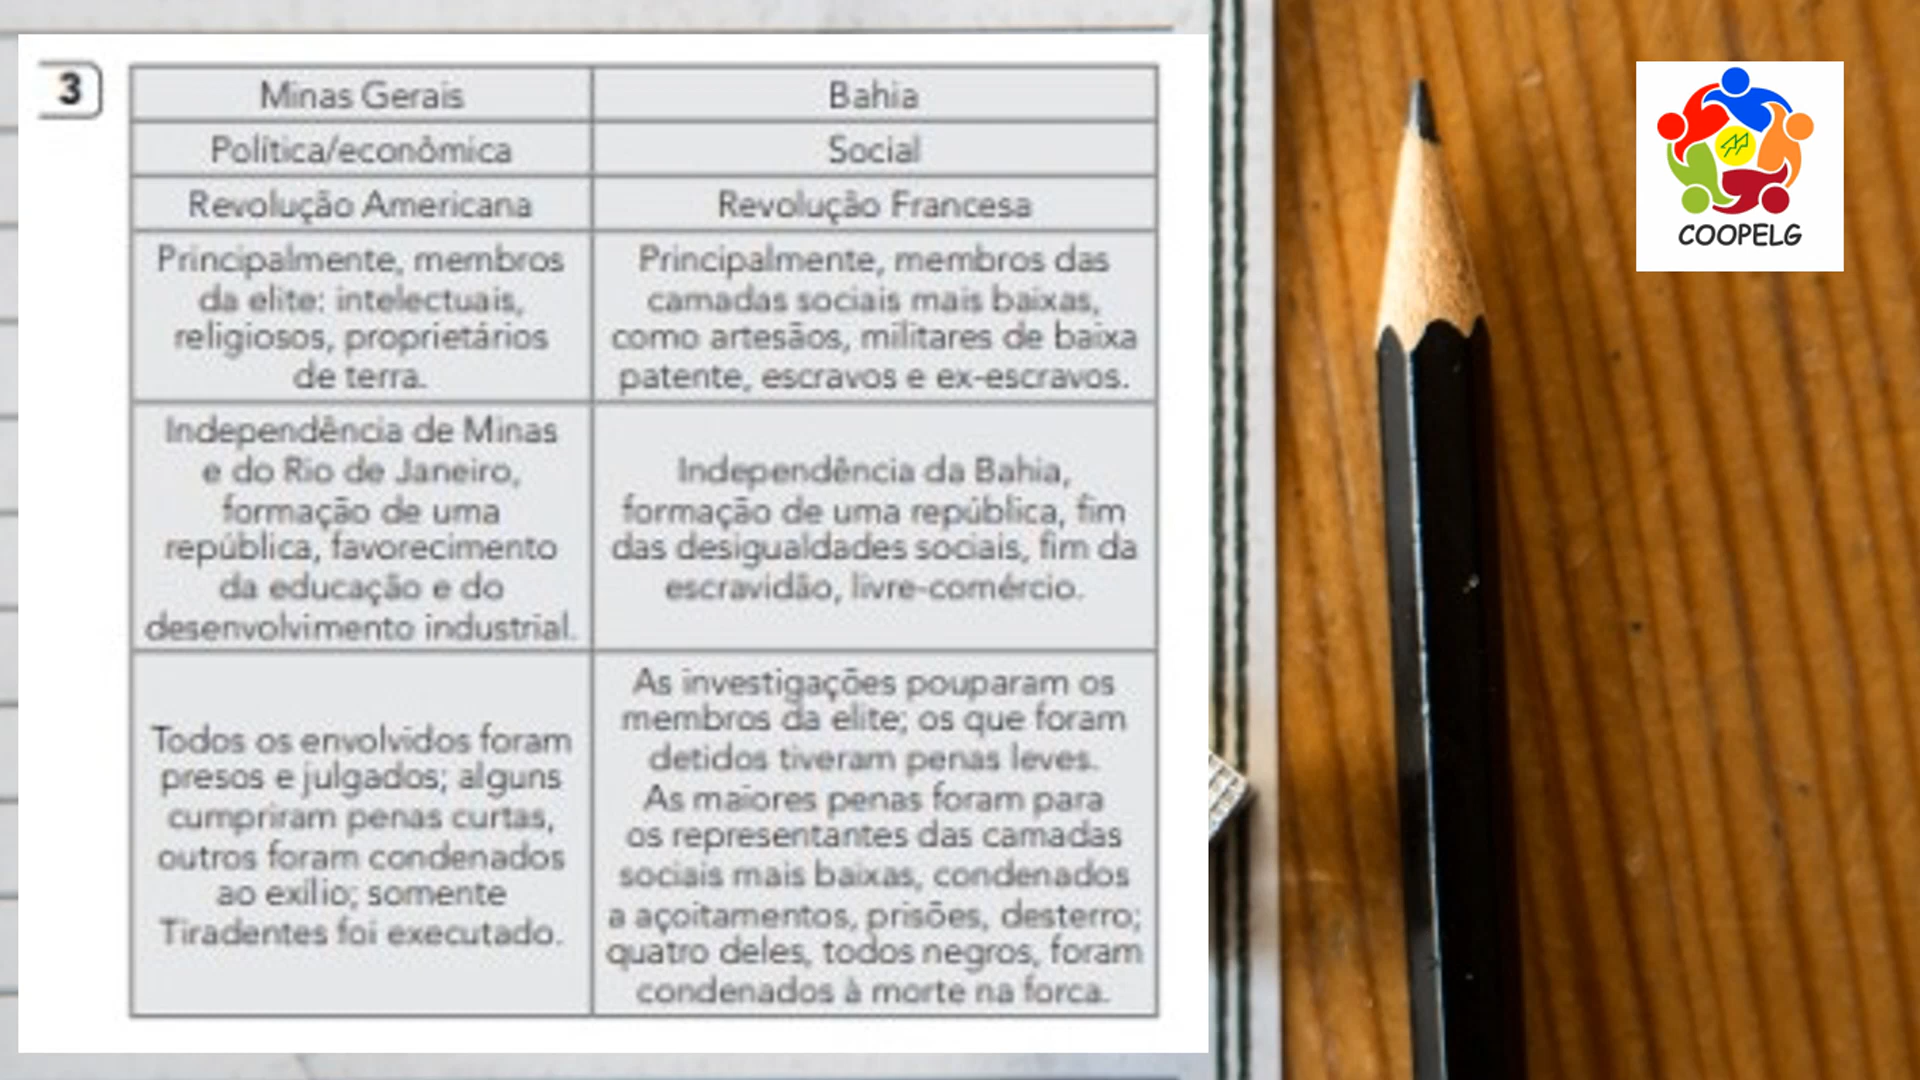 3
Minas Gerais
Bahia
Política/econômica
Social
Revolução Americana
Revolução Francesa
Principalmente, membros
da elite: intelectuais,
religiosos, proprietários
de terra.
Principalmente, membros das
camadas sociais mais baixas,
como artesãos, militares de baixa
patente, escravos e ex-escravos.
Independência de Minas
e do Rio de Janeiro,
formação de uma
república, favorecimento
da educação e do
desenvolvimento industrial.
Independência da Bahia,
formação de uma república, fim
das desigualdades sociais, fim da
escravidão, livre-comércio.
Todos os envolvidos foram
presos e julgados; alguns
cumpriram penas curtas,
outros foram condenados
ao exílio; somente
Tiradentes foi executado.
As investigações pouparam os
membros da elite; os que foram
detidos tiveram penas leves.
As maiores penas foram para
os representantes das camadas
sociais mais baixas, condenados
a açoitamentos, prisões, desterro;
quatro deles, todos negros, foram
condenados à morte na forca.
COOPELG